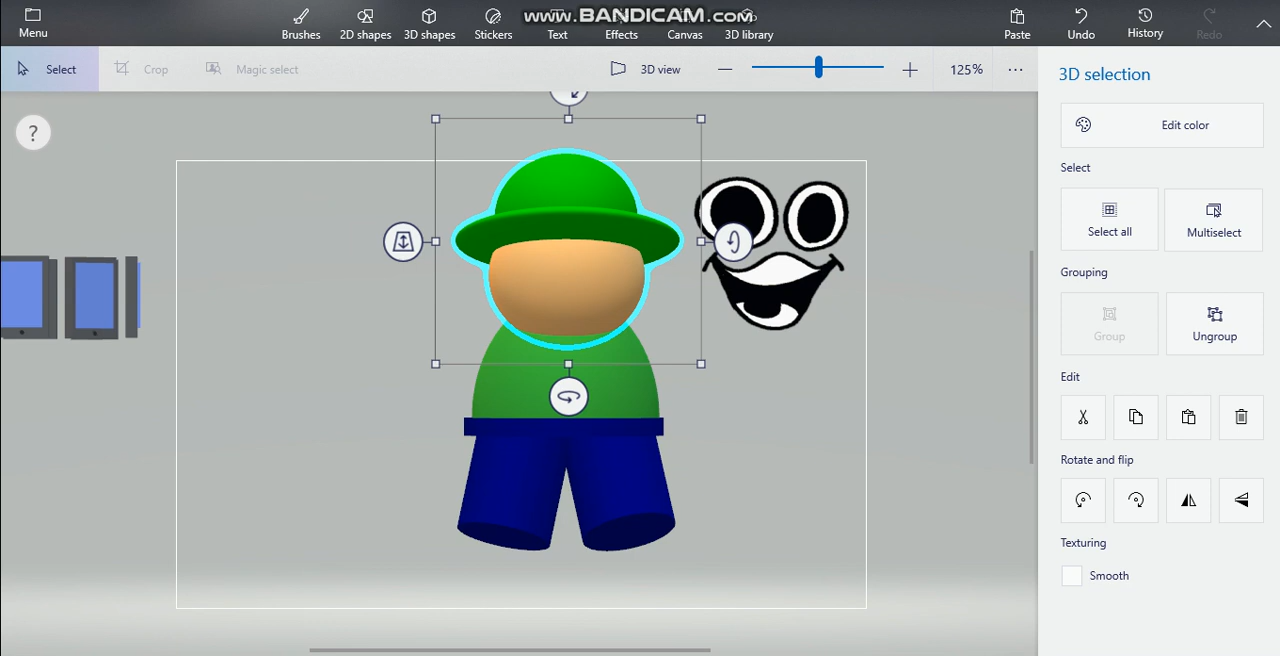 www.BANDICAM.com
Menu
Brushes
2D shapes
3D shapes
Stickers
Text
Effects
Canvas
3D library
Paste
Undo
History
Redo
Select
Crop
Magic select
3D view
125%
?
3D selection
Edit color
Select
Select all
Multiselect
Grouping
Group
Ungroup
Edit
Rotate and flip
Texturing
Smooth